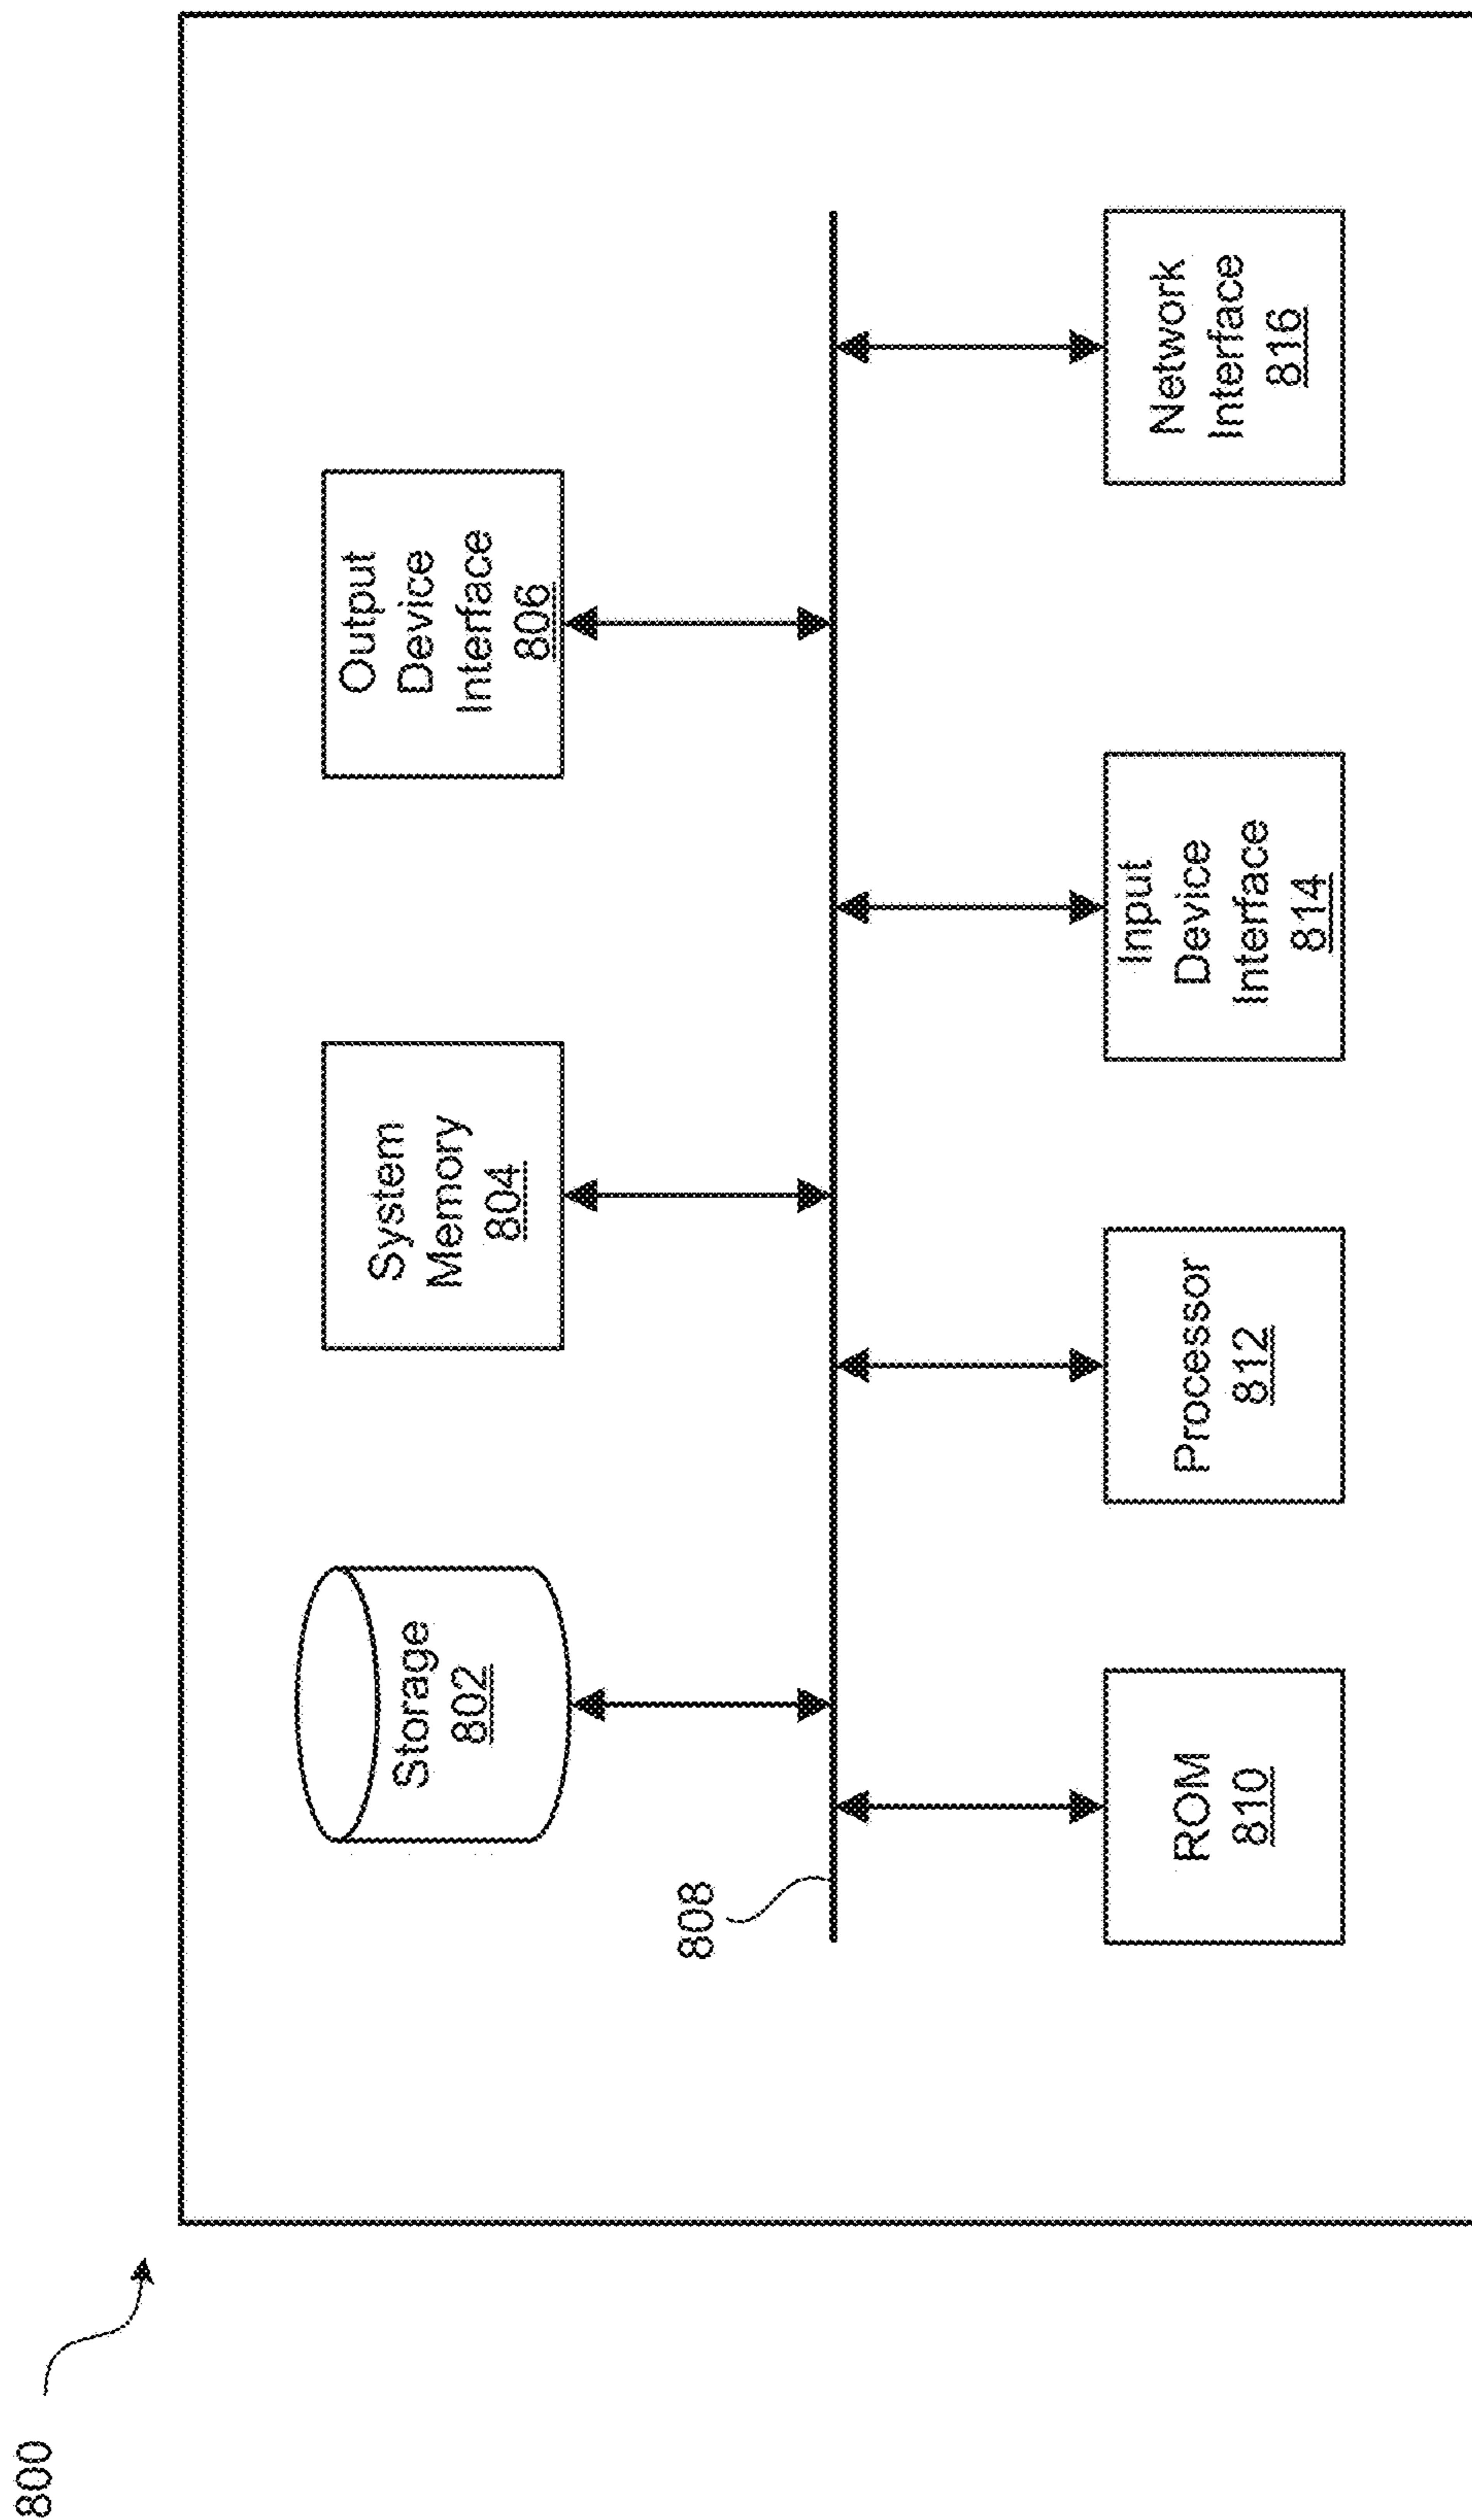 800
Storage
802
System
Memory
804
Output
Device
Interface
806
808
ROM
810
Processor
812
Input
Device
Interface
814
Network
Interface
816